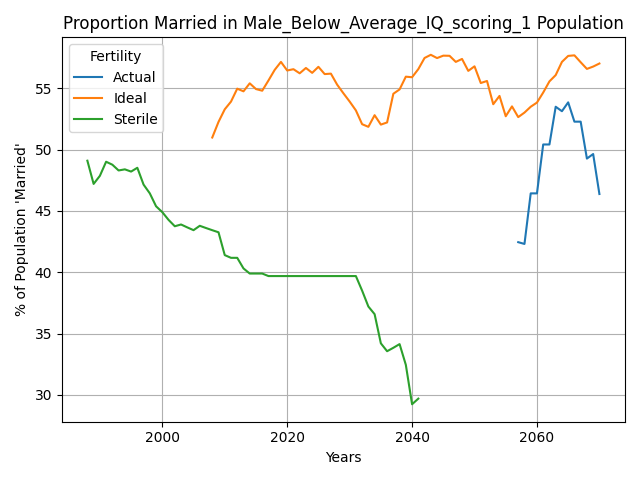 Proportion Married in Male_Below_Average_IQ_scoring_1 Population
Fertility
Actual
Ideal
Sterile
% of Population 'Married'
55
50
45
40
35
30
2000
2020
2040
2060
Years